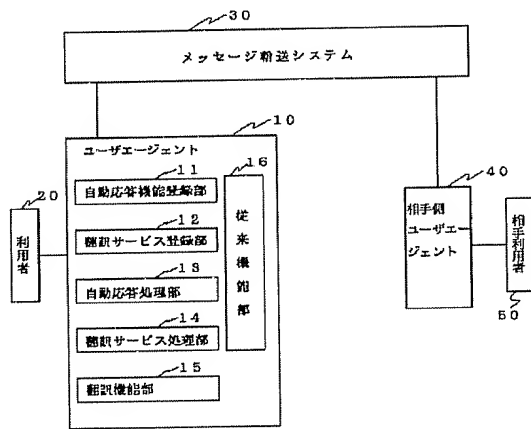 30
メッセージ転送システム
10
ユーザエージェント
11
16
自動応答機能登録部
12
翻訳サービス登録部
13
自動応答処理部
14
翻訳サービス処理部
15
翻訳機能部
従来機能部
20
利用者
40
相手側
ユーザエー
ジェント
相手利用者
50